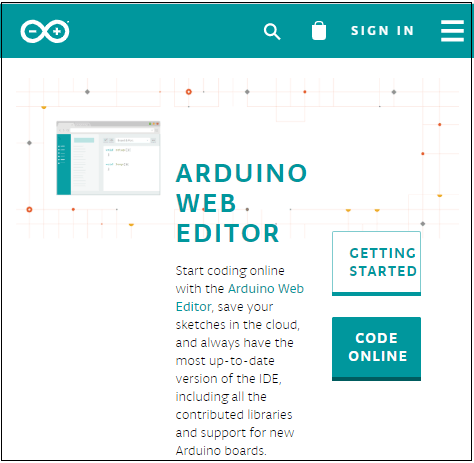 SIGN IN
ARDUINO
WEB
EDITOR
Start coding online
with the Arduino Web
Editor, save your
sketches in the cloud,
and always have the
most up-to-date
version of the IDE,
including all the
contributed libraries
and support for new
Arduino boards.
GETTING
STARTED
CODE
ONLINE